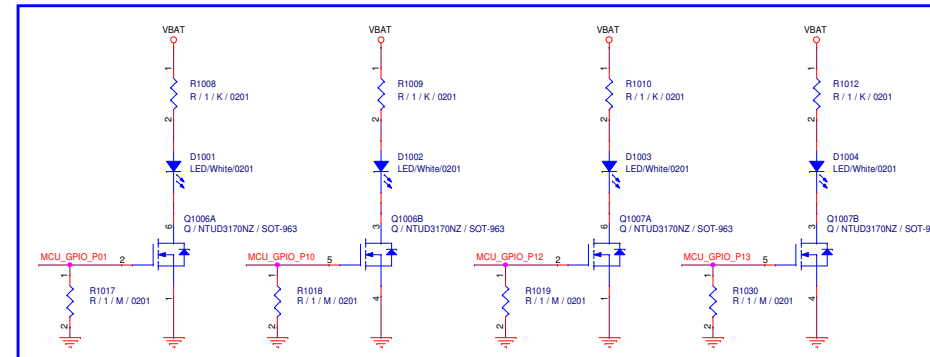 VBAT
VBAT
VBAT
VBAT
1
1
1
1
R1008
R / 1 / K / 0201
R1009
R / 1 / K / 0201
R1010
R / 1 / K / 0201
R1012
R / 1 / K / 0201
2
2
2
2
D1001
LED/White/0201
D1002
LED/White/0201
D1003
LED/White/0201
D1004
LED/White/0201
6
3
6
3
Q1006A
Q / NTUD3170NZ / SOT-963
Q1006B
Q / NTUD3170NZ / SOT-963
Q1007A
Q / NTUD3170NZ / SOT-963
Q1007B
Q / NTUD3170NZ / SOT-9
MCU_GPIO_P01
2
MCU_GPIO_P10
5
MCU_GPIO_P12
2
MCU_GPIO_P13
5
1
1
1
1
R1017
R / 1 / M / 0201
1
R1018
R / 1 / M / 0201
4
R1019
R / 1 / M / 0201
1
R1030
R / 1 / M / 0201
4
2
2
2
2